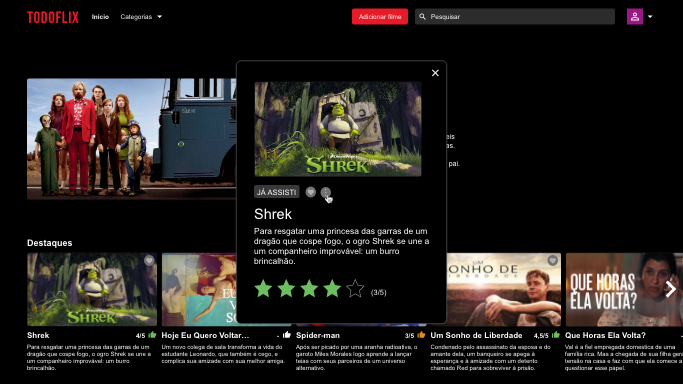 TODOFLIX
Início
Categorias
Adicionar filme
Pesquisar
eis
as.
pai.
DREAMWORKS
SHREK
JÁ ASSISTI
Shrek
Para resgatar uma princesa das garras de um
dragão que cospe fogo, o ogro Shrek se une a
um companheiro improvável: um burro
brincalhão.
(3/5)
Destaques
SHREK
EU
VO
SO
UM
SONHO DE
LIBERDADE
QUE HORAS
ELA VOLTA?
Shrek
4/5
Para resgatar uma princesa das garras de um
dragão que cospe fogo, o ogro Shrek se une a
um companheiro improvável: um burro
brincalhão.
Hoje Eu Quero Voltar...
-
Um novo colega de sala transforma a vida do
estudante Leonardo, que também é cego, e
complica sua amizade com sua melhor amiga.
Spider-man
3/5
Após ser picado por uma aranha radioativa, o
garoto Miles Morales logo aprende a lançar
teias com seus parceiros de um universo
alternativo.
Um Sonho de Liberdade
4,5/5
Condenado pelo assassinato da esposa e do
amante dela, um banqueiro se apega à
esperança e à amizade com um detento
chamado Red para sobreviver à prisão.
Que Horas Ela Volta?
-
Val é a fiel empregada domestica de uma
família rica. Mas a chegada de sua filha gera
tensão na casa e faz com que ela comece a
questionar esse papel.